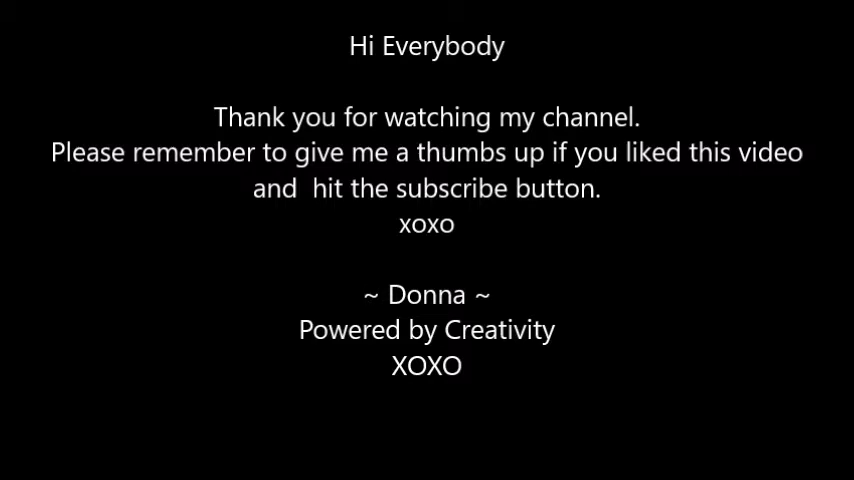 Hi Everybody
Thank you for watching my channel.
Please remember to give me a thumbs up if you liked this video
and  hit the subscribe button.
xoxo
~ Donna ~
Powered by Creativity
XOXO